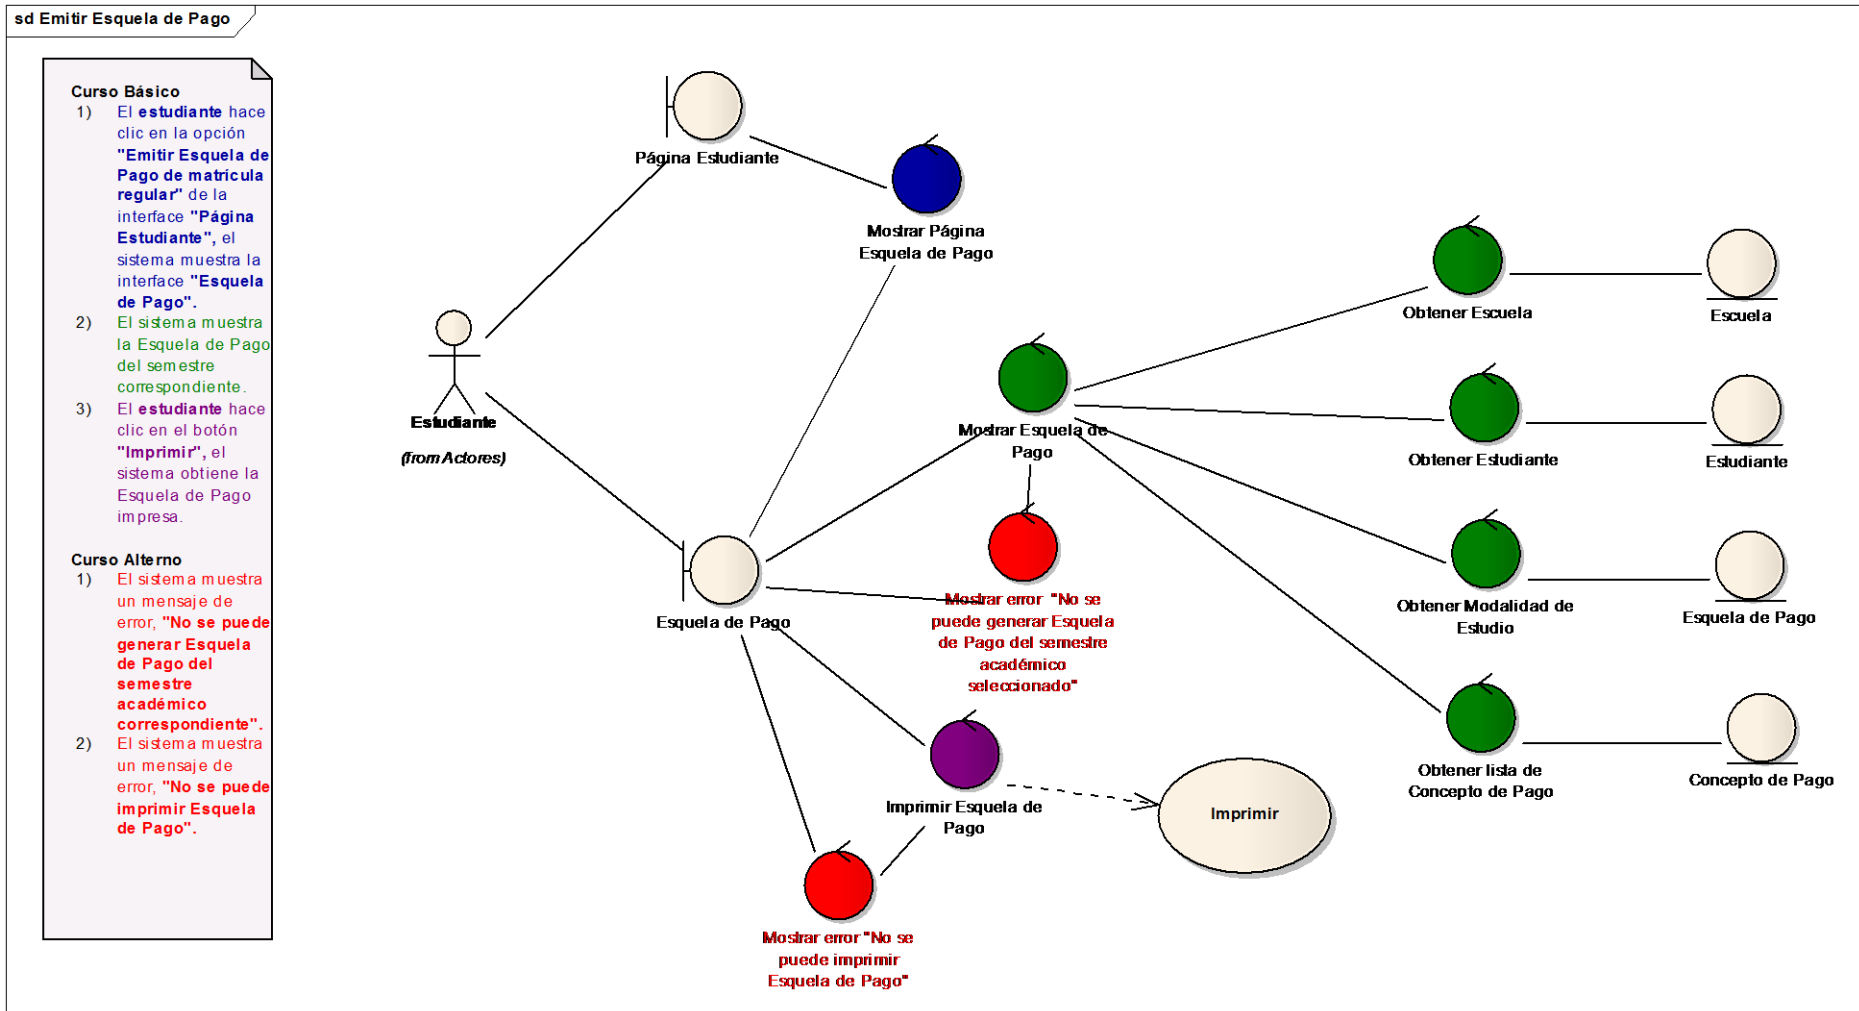 sd Emitir Esquela de Pago
Curso Básico
1) El estudiante hace
clic en la opción
"Emitir Esquela de
Pago de matrícula
regular" de la
interface "Página
Estudiante", el
sistema muestra la
interface "Esquela
de Pago".
2) El sistema muestra
la Esquela de Pago
del semestre
correspondiente.
3) El estudiante hace
clic en el botón
"Imprimir", el
sistema obtiene la
Esquela de Pago
impresa.
Curso Alterno
1) El sistema muestra
un mensaje de
error, "No se puede
generar Esquela
de Pago del
semestre
académico
correspondiente".
2) El sistema muestra
un mensaje de
error, "No se puede
imprimir Esquela
de Pago".
Estudiante
(from Actores)
Página Estudiante
Mostrar Página
Esquela de Pago
Esquela de Pago
Mostrar Esquela de
Pago
Mostrar error "No se
puede generar Esquela
de Pago del semestre
académico
seleccionado"
Imprimir Esquela de
Pago
Mostrar error "No se
puede imprimir
Esquela de Pago"
Imprimir
Obtener Escuela
Escuela
Obtener Estudiante
Estudiante
Obtener Modalidad de
Estudio
Esquela de Pago
Obtener lista de
Concepto de Pago
Concepto de Pago